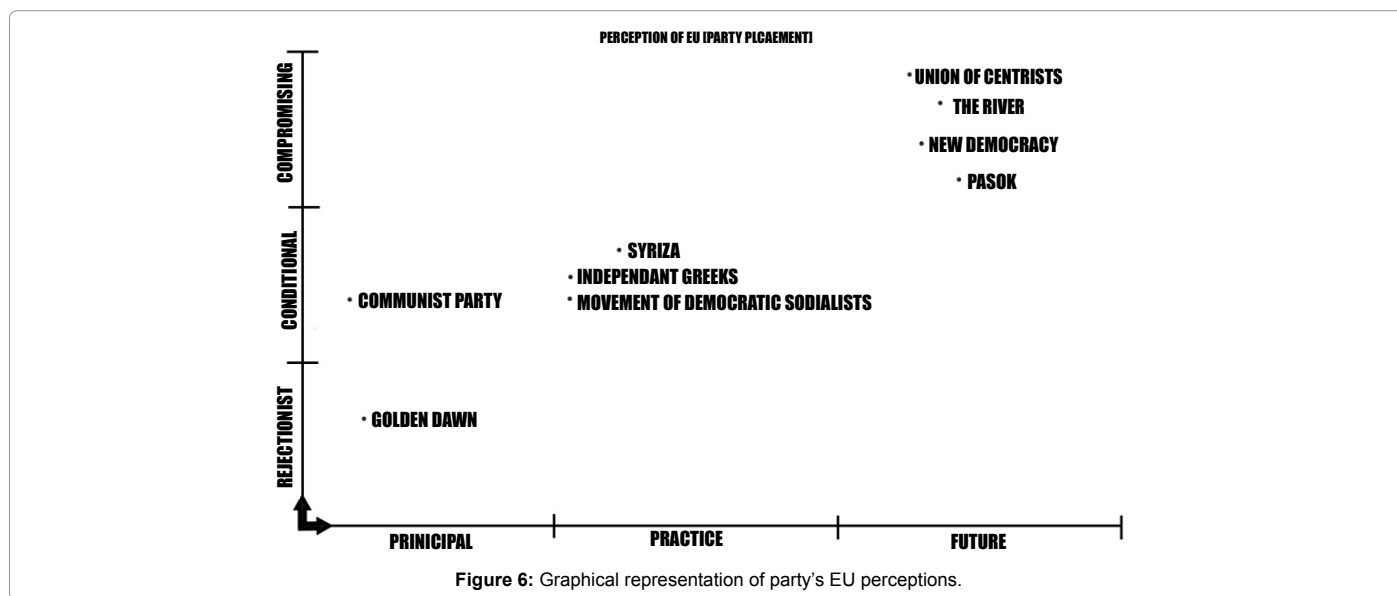 PERCEPTION OF EU [PARTY PLCAEMENT]
COMPROMISING
UNION OF CENTRISTS
THE RIVER
NEW DEMOCRACY
PASOK
CONDITIONAL
SYRIZA
INDEPENDANT GREEKS
COMMUNIST PARTY
MOVEMENT OF DEMOCRATIC SODIALISTS
REJECTIONIST
GOLDEN DAWN
PRINICIPAL
PRACTICE
FUTURE
Figure 6: Graphical representation of party's EU perceptions.